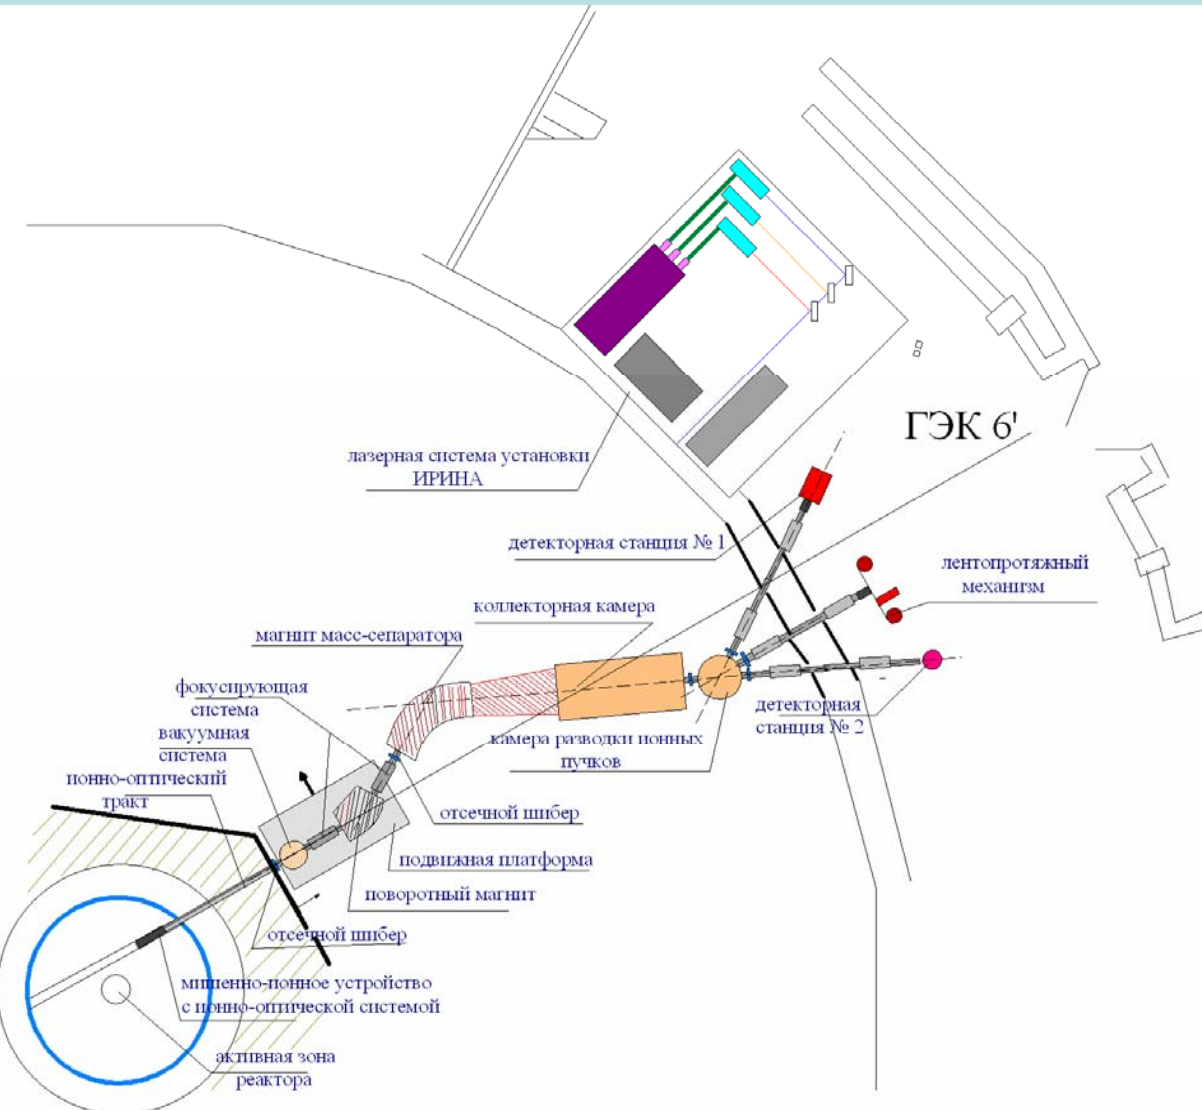 ГЭК 6'
лазерная система установки
ИРИНА
детекторная станция № 1
лентопротяжный
механизм
коллекторная камера
магнит масс-сепаратора
фокусирующая
система
детекторная
станция № 2
вакуумная
система
камера разводки ионных
пучков
ионно-оптический
тракт
отсечной шибер
подвижная платформа
поворотный магнит
отсечной шибер
мишенно-ионное устройство
с ионно-оптической системой
активная зона
реактора